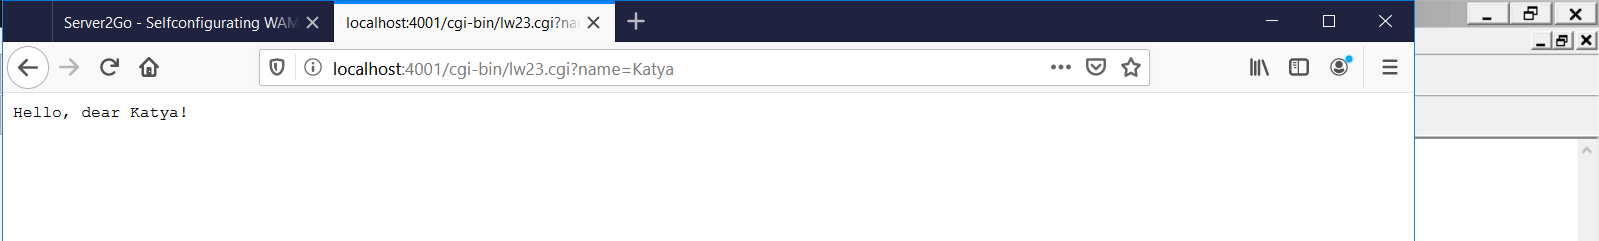 Server2Go - Selfconfigurating WAM
localhost:4001/cgi-bin/lw23.cgi?na
localhost:4001/cgi-bin/lw23.cgi?name=Katya
Hello, dear Katya!